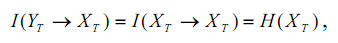 I(Y_T → X_T) = I(X_T → X_T) = H(X_T),